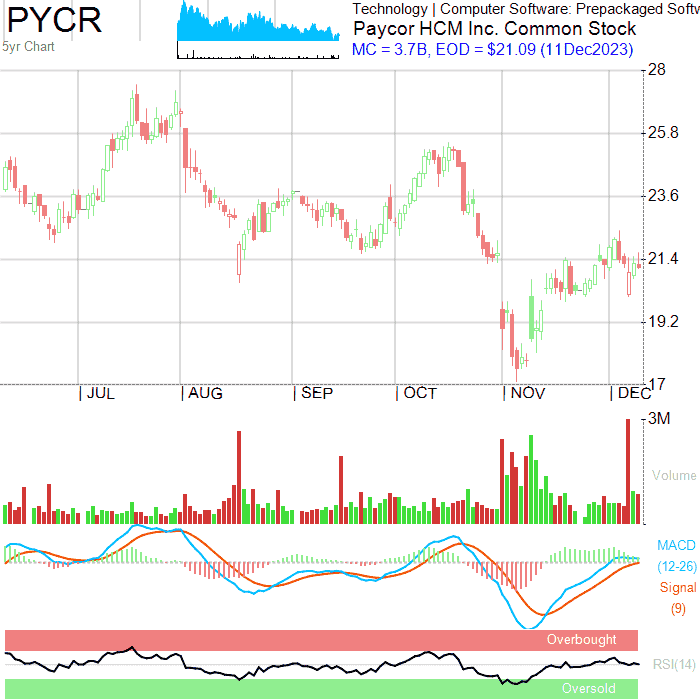 PYCR
5yr Chart
Technology | Computer Software: Prepackaged Softw
Paycor HCM Inc. Common Stock
MC = 3.7B, EOD = $21.09 (11Dec2023)
28
25.8
23.6
21.4
19.2
17
JUL
AUG
SEP
OCT
NOV
DEC
3M
Volume
MACD
(12-26)
Signal
(9)
Overbought
RSI(14)
Oversold